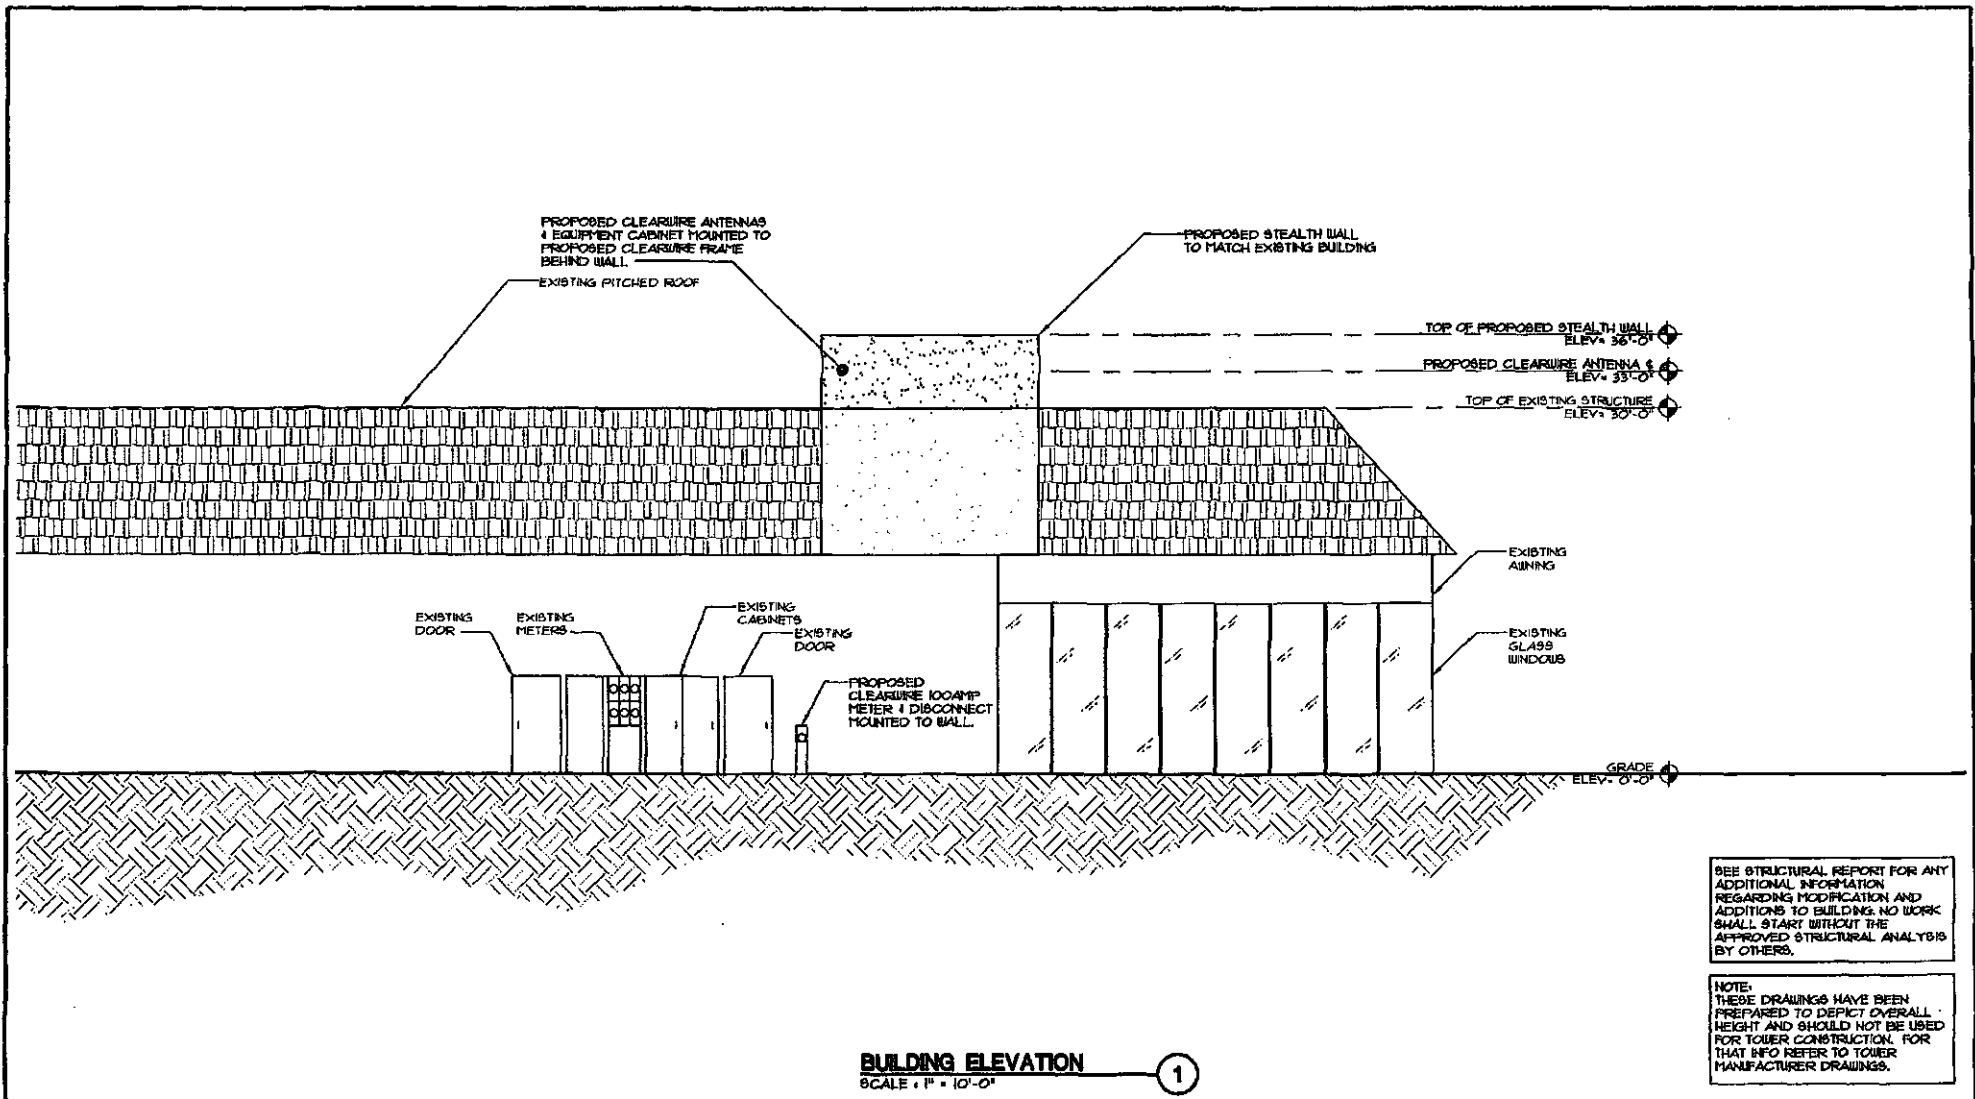 PROPOSED CLEARWIRE ANTENNAS
& EQUIPMENT CABINET MOUNTED TO
PROPOSED CLEARWIRE FRAME
BEHIND WALL.
EXISTING PITCHED ROOF
PROPOSED STEALTH WALL
TO MATCH EXISTING BUILDING
TOP OF PROPOSED STEALTH WALL
ELEV= 36'-0"
PROPOSED CLEARWIRE ANTENNA ℄
ELEV= 33'-0"
TOP OF EXISTING STRUCTURE
ELEV= 30'-0"
EXISTING
AWNING
EXISTING
DOOR
EXISTING
METERS
EXISTING
CABINETS
EXISTING
DOOR
EXISTING
GLASS
WINDOWS
PROPOSED
CLEARWIRE 100AMP
METER & DISCONNECT
MOUNTED TO WALL.
GRADE
ELEV= 0'-0"
SEE STRUCTURAL REPORT FOR ANY
ADDITIONAL INFORMATION
REGARDING MODIFICATION AND
ADDITIONS TO BUILDING. NO WORK
SHALL START WITHOUT THE
APPROVED STRUCTURAL ANALYSIS
BY OTHERS.
NOTE:
THESE DRAWINGS HAVE BEEN
PREPARED TO DEPICT OVERALL
HEIGHT AND SHOULD NOT BE USED
FOR TOWER CONSTRUCTION. FOR
THAT INFO REFER TO TOWER
MANUFACTURER DRAWINGS.
BUILDING ELEVATION
SCALE : 1" = 10'-0"
1